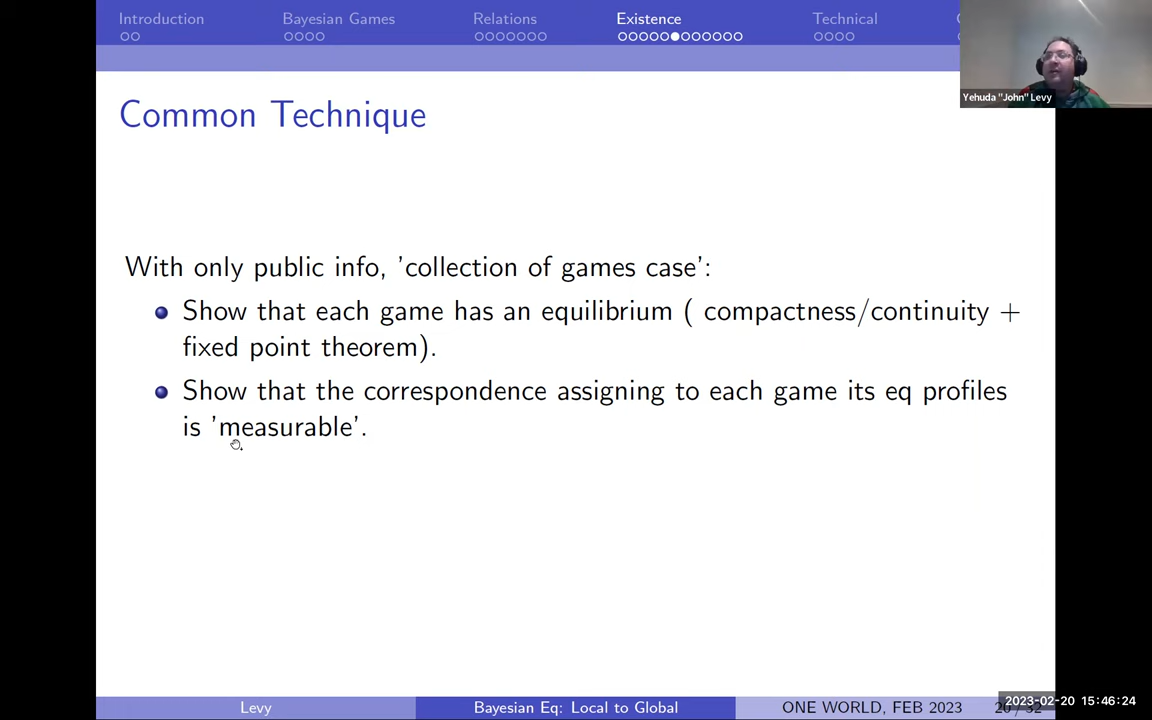 Introduction Bayesian Games Relations Existence Technical
Yehuda "John" Levy
Common Technique
With only public info, 'collection of games case':
Show that each game has an equilibrium ( compactness/continuity +
fixed point theorem).
Show that the correspondence assigning to each game its eq profiles
is 'measurable'.
Levy Bayesian Eq: Local to Global ONE WORLD, FEB 2023
2023-02-20 15:46:24